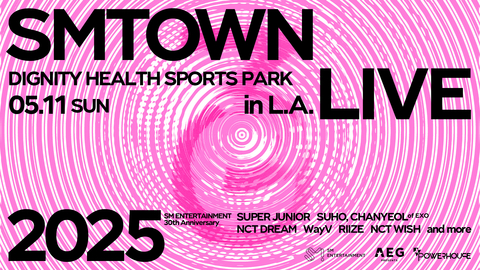 SMTOWN
DIGNITY HEALTH SPORTS PARK
05.11 SUN in L.A. LIVE
2025
SM ENTERTAINMENT
30th Anniversary
SUPER JUNIOR SUHO, CHANYEOL of EXO
NCT DREAM WayV RIIZE NCT WISH and more
SM ENTERTAINMENT AEG PRESENTS POWERHOUSE